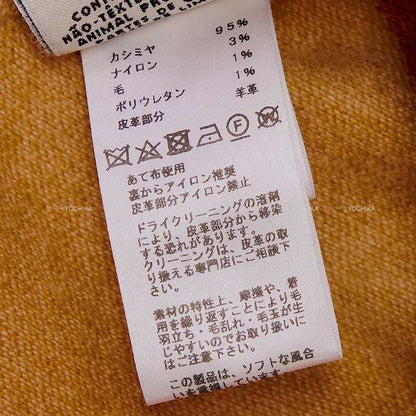 NÃO-TEXT
ANIMAL
カシミヤ 95%
ナイロン 3%
毛 1%
ポリウレタン 1%
皮革部分 羊革
あて布使用
裏からアイロン推奨
皮革部分アイロン禁止
ドライクリーニングの溶剤
により、皮革部分から移染
する恐れがあります。
クリーニングは、皮革の取
り扱える専門店にご相談下
さい。
素材の特性上、摩擦や、着
用を繰り返すことにより毛
羽立ち・毛乱れ・毛玉が生
じやすいのでお取り扱いに
はご注意下さい。
この製品は、ソフトな風合
YOCHIKA
YOCHIKA